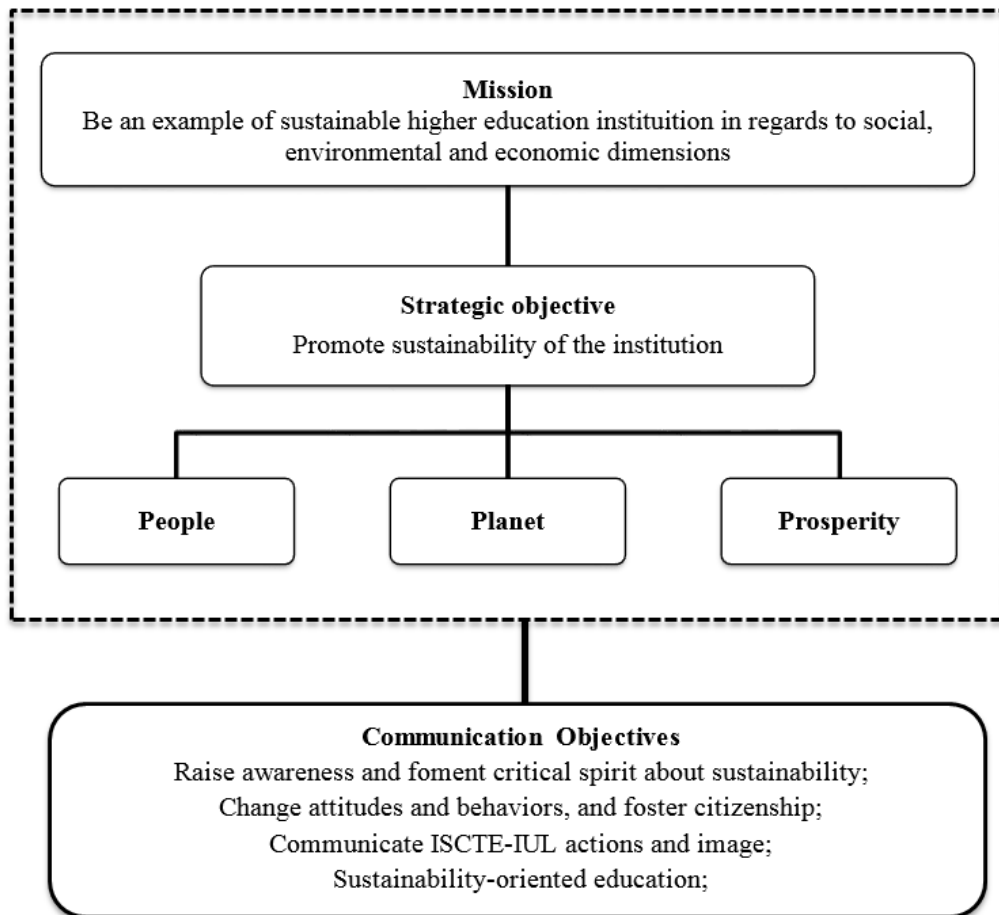 Mission
Be an example of sustainable higher education instituition in regards to social,
environmental and economic dimensions
Strategic objective
Promote sustainability of the institution
People
Planet
Prosperity
Communication Objectives
Raise awareness and foment critical spirit about sustainability;
Change attitudes and behaviors, and foster citizenship;
Communicate ISCTE-IUL actions and image;
Sustainability-oriented education;